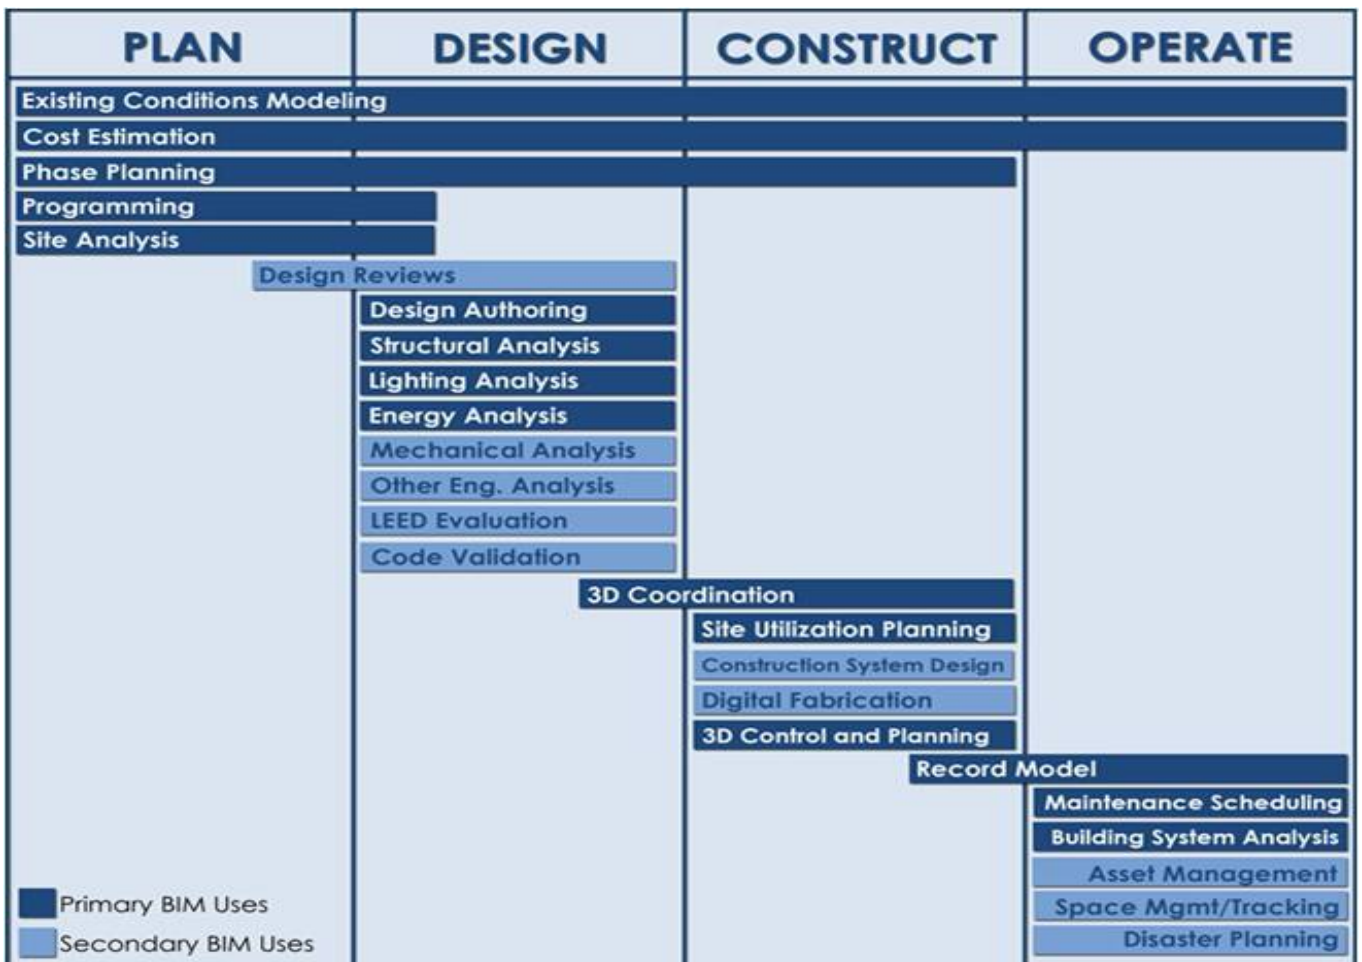 PLAN DESIGN CONSTRUCT OPERATE
Existing Conditions Modeling
Cost Estimation
Phase Planning
Programming
Site Analysis
Design Reviews
Design Authoring
Structural Analysis
Lighting Analysis
Energy Analysis
Mechanical Analysis
Other Eng. Analysis
LEED Evaluation
Code Validation
3D Coordination
Site Utilization Planning
Construction System Design
Digital Fabrication
3D Control and Planning
Record Model
Maintenance Scheduling
Building System Analysis
Asset Management
Space Mgmt/Tracking
Disaster Planning
Primary BIM Uses
Secondary BIM Uses